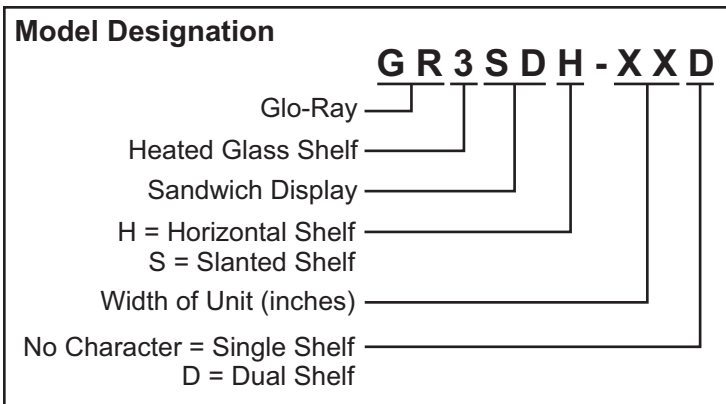 Model Designation
G R 3 S D H - X X D
Glo-Ray
Heated Glass Shelf
Sandwich Display
H = Horizontal Shelf
S = Slanted Shelf
Width of Unit (inches)
No Character = Single Shelf
D = Dual Shelf